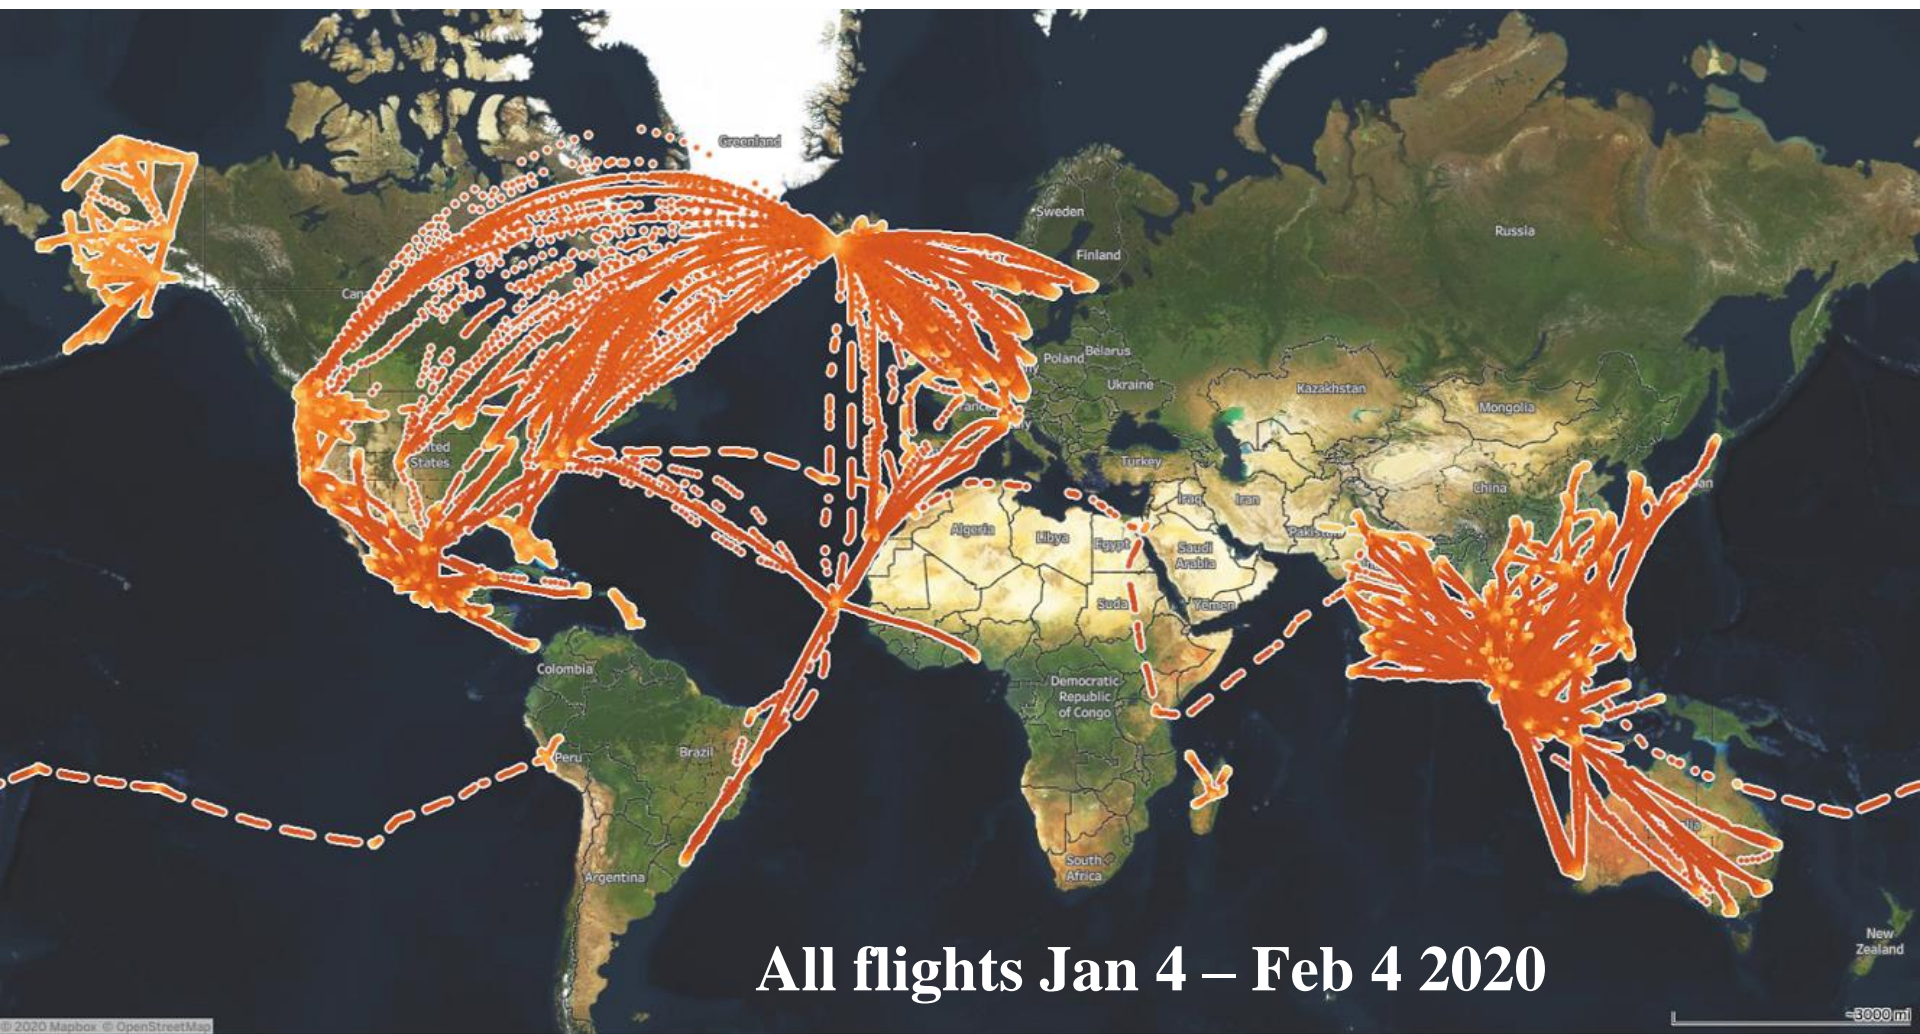 Greenland
Sweden
Russia
Finland
Poland
Belarus
Ukraine
Kazakhstan
Mongolia
United
States
Turkey
China
Iraq
Iran
Algeria
Libya
Egypt
Saudi
Arabia
Yemen
Colombia
Democratic
Republic
of Congo
Brazil
Peru
South
Africa
Argentina
New
Zealand
All flights Jan 4 – Feb 4 2020
© 2020 Mapbox © OpenStreetMap
~3000 mi